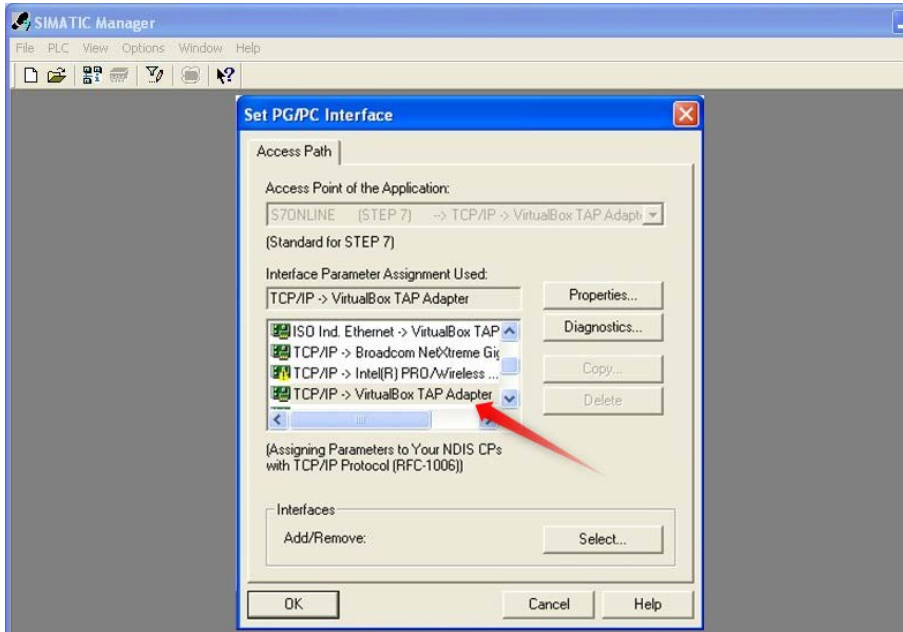 SIMATIC Manager
File PLC View Options Window Help
Set PG/PC Interface
Access Path
Access Point of the Application:
S7ONLINE (STEP 7) --> TCP/IP -> VirtualBox TAP Adapt
(Standard for STEP 7)
Interface Parameter Assignment Used:
TCP/IP -> VirtualBox TAP Adapter
Properties...
ISO Ind. Ethernet -> VirtualBox TAP
Diagnostics...
TCP/IP -> Broadcom NetXtreme Gig
TCP/IP -> Intel(R) PRO/Wireless ...
Copy...
TCP/IP -> VirtualBox TAP Adapter
Delete
(Assigning Parameters to Your NDIS CPs
with TCP/IP Protocol (RFC-1006))
Interfaces
Add/Remove:
Select...
OK
Cancel
Help